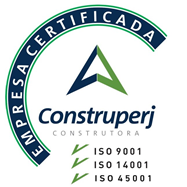 EMPRESA CERTIFICADA
Construperj
CONSTRUTORA
ISO 9001
ISO 14001
ISO 45001